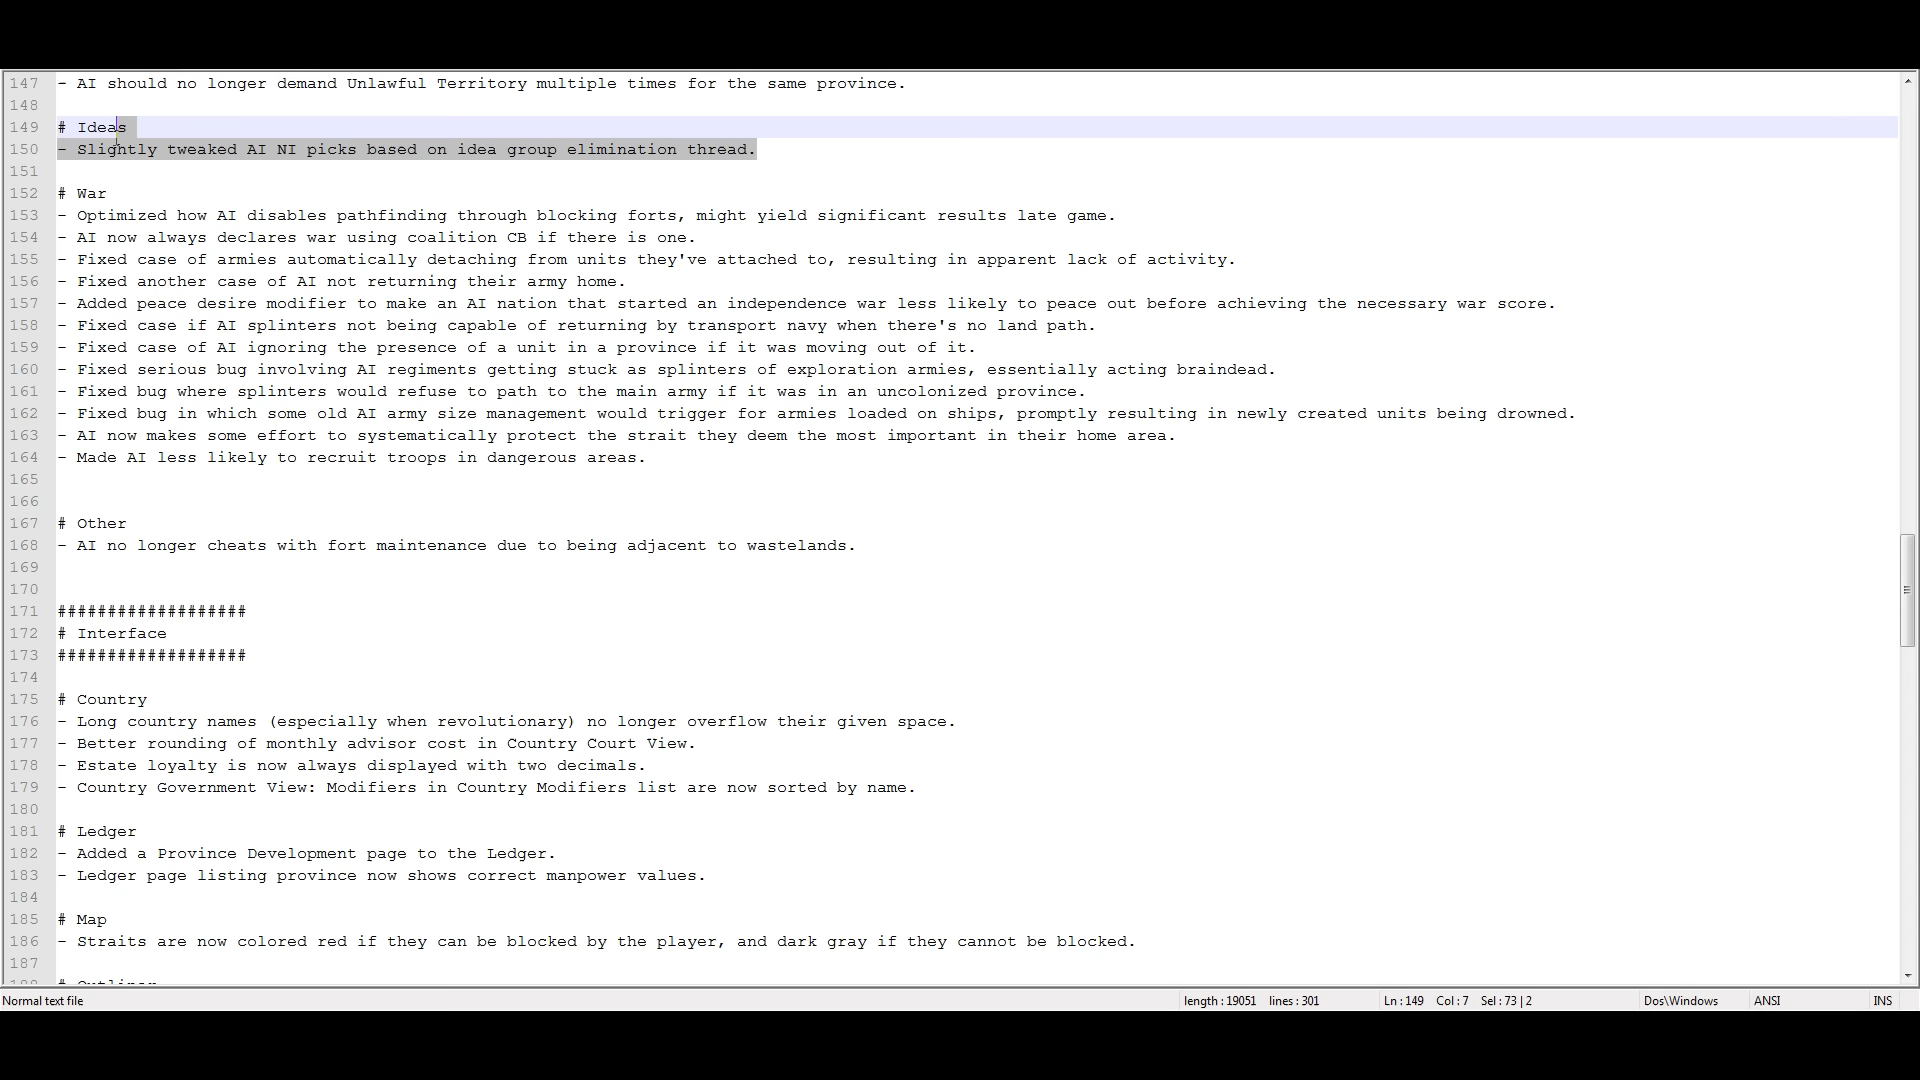 147 - AI should no longer demand Unlawful Territory multiple times for the same province.
148
149 # Ideas
150 - Slightly tweaked AI NI picks based on idea group elimination thread.
151
152 # War
153 - Optimized how AI disables pathfinding through blocking forts, might yield significant results late game.
154 - AI now always declares war using coalition CB if there is one.
155 - Fixed case of armies automatically detaching from units they've attached to, resulting in apparent lack of activity.
156 - Fixed another case of AI not returning their army home.
157 - Added peace desire modifier to make an AI nation that started an independence war less likely to peace out before achieving the necessary war score.
158 - Fixed case if AI splinters not being capable of returning by transport navy when there's no land path.
159 - Fixed case of AI ignoring the presence of a unit in a province if it was moving out of it.
160 - Fixed serious bug involving AI regiments getting stuck as splinters of exploration armies, essentially acting braindead.
161 - Fixed bug where splinters would refuse to path to the main army if it was in an uncolonized province.
162 - Fixed bug in which some old AI army size management would trigger for armies loaded on ships, promptly resulting in newly created units being drowned.
163 - AI now makes some effort to systematically protect the strait they deem the most important in their home area.
164 - Made AI less likely to recruit troops in dangerous areas.
165
166
167 # Other
168 - AI no longer cheats with fort maintenance due to being adjacent to wastelands.
169
170
171 ###################
172 # Interface
173 ###################
174
175 # Country
176 - Long country names (especially when revolutionary) no longer overflow their given space.
177 - Better rounding of monthly advisor cost in Country Court View.
178 - Estate loyalty is now always displayed with two decimals.
179 - Country Government View: Modifiers in Country Modifiers list are now sorted by name.
180
181 # Ledger
182 - Added a Province Development page to the Ledger.
183 - Ledger page listing province now shows correct manpower values.
184
185 # Map
186 - Straits are now colored red if they can be blocked by the player, and dark gray if they cannot be blocked.
187
188 # Outliner
Normal text file length : 19051 lines : 301 Ln : 149 Col : 7 Sel : 73 | 2 Dos\Windows ANSI INS